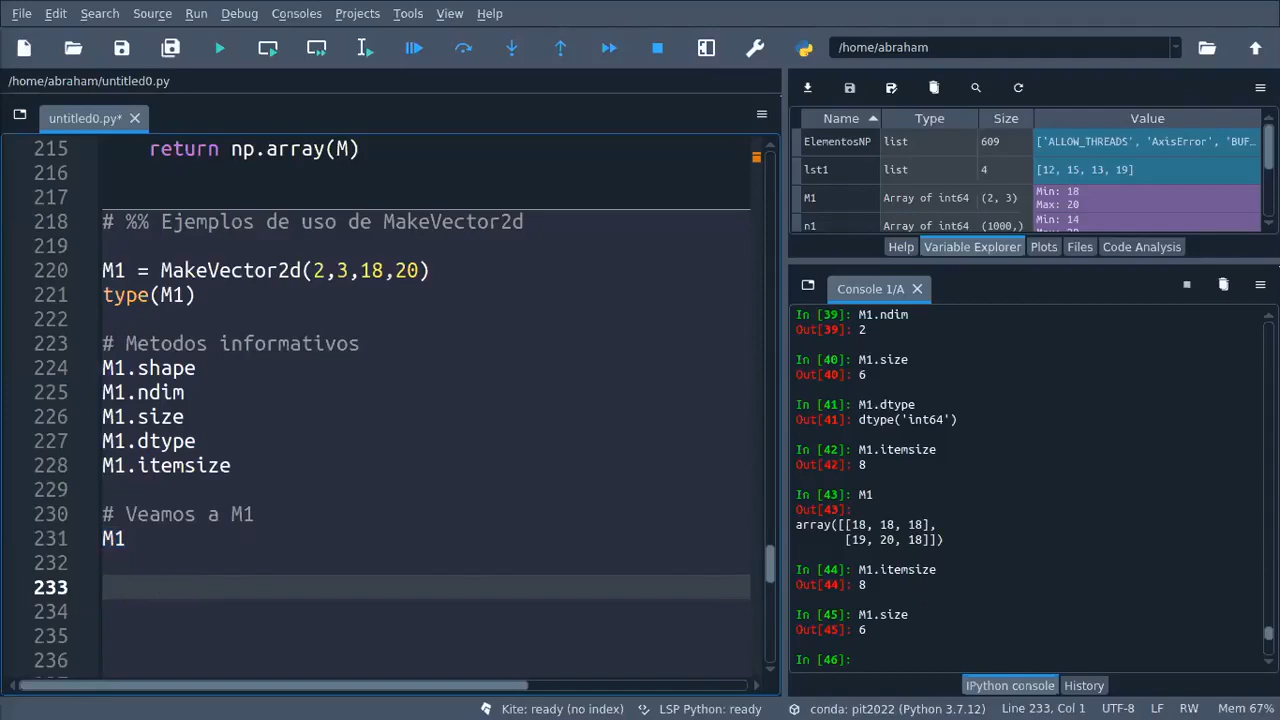 File Edit Search Source Run Debug Consoles Projects Tools View Help
/home/abraham
/home/abraham/untitled0.py
untitled0.py*
215 return np.array(M)
216
217
218 # %% Ejemplos de uso de MakeVector2d
219
220 M1 = MakeVector2d(2,3,18,20)
221 type(M1)
222
223 # Metodos informativos
224 M1.shape
225 M1.ndim
226 M1.size
227 M1.dtype
228 M1.itemsize
229
230 # Veamos a M1
231 M1
232
233
234
235
236
Name Type Size Value
ElementosNP list 609 ['ALLOW_THREADS', 'AxisError', 'BUF...
lst1 list 4 [12, 15, 13, 19]
M1 Array of int64 (2, 3) Min: 18
Max: 20
n1 Array of int64 (1000,) Min: 14
Help Variable Explorer Plots Files Code Analysis
Console 1/A
In [39]: M1.ndim
Out[39]: 2
In [40]: M1.size
Out[40]: 6
In [41]: M1.dtype
Out[41]: dtype('int64')
In [42]: M1.itemsize
Out[42]: 8
In [43]: M1
Out[43]:
array([[18, 18, 18],
[19, 20, 18]])
In [44]: M1.itemsize
Out[44]: 8
In [45]: M1.size
Out[45]: 6
In [46]:
IPython console History
Kite: ready (no index) LSP Python: ready conda: pit2022 (Python 3.7.12) Line 233, Col 1 UTF-8 LF RW Mem 67%